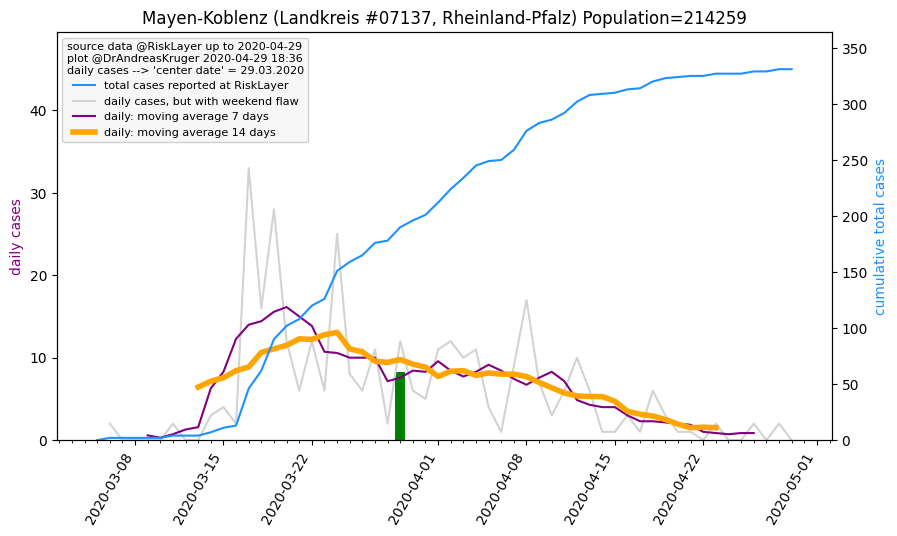 Mayen-Koblenz (Landkreis #07137, Rheinland-Pfalz) Population=214259
source data @RiskLayer up to 2020-04-29
plot @DrAndreasKruger 2020-04-29 18:36
daily cases --> 'center date' = 29.03.2020
total cases reported at RiskLayer
daily cases, but with weekend flaw
daily: moving average 7 days
daily: moving average 14 days
daily cases
0
10
20
30
40
cumulative total cases
0
50
100
150
200
250
300
350
2020-03-08
2020-03-15
2020-03-22
2020-04-01
2020-04-08
2020-04-15
2020-04-22
2020-05-01